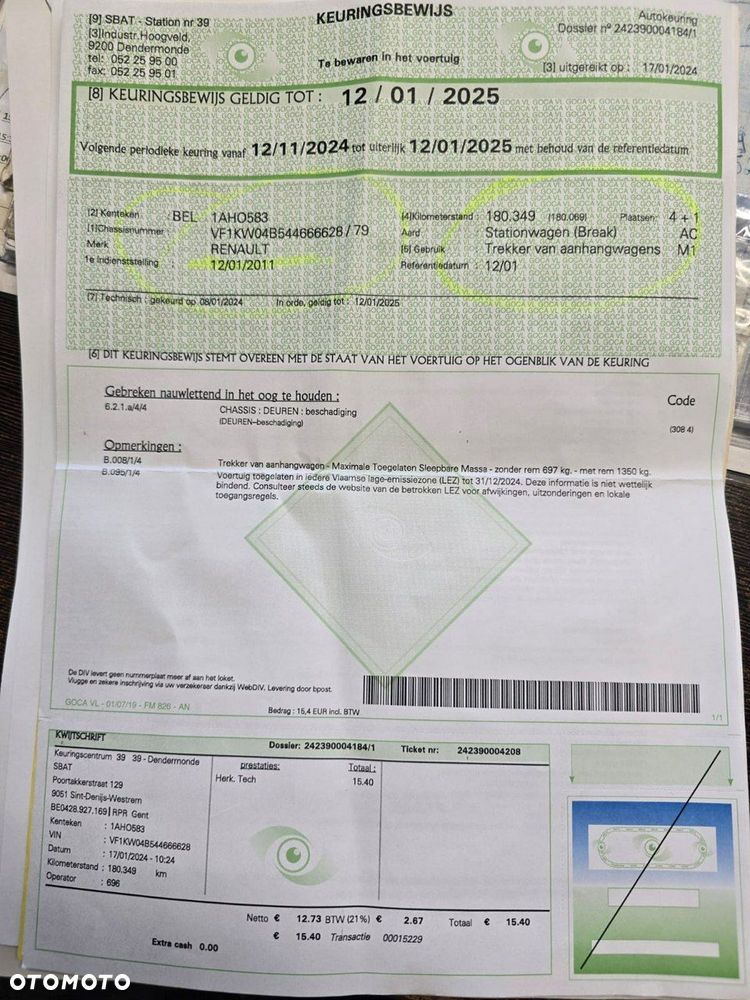 [9] SBAT - Station nr 39
KEURINGSBEWIJS
Autokeuring
[3]Industr.Hoogveld,
Dossier nº 242390004184/1
9200 Dendermonde
tel: 052 25 95 00
Te bewaren in het voertuig
fax: 052 25 95 01
[3] uitgereikt op : 17/01/2024
[8] KEURINGSBEWIJS GELDIG TOT : 12 / 01 / 2025
Volgende periodieke keuring vanaf 12/11/2024 tot uiterlijk 12/01/2025 met behoud van de referentiedatum
[2] Kenteken BEL 1AHO583
[4]Kilometerstand : 180.349 (180.069) Plaatsen: 4 + 1
[1]Chassisnummer : VF1KW04B544666628 / 79
Aard : Stationwagen (Break) AC
Merk : RENAULT
[5] Gebruik : Trekker van aanhangwagens M1
1e Indienststelling : 12/01/2011
Referentiedatum : 12/01
[7] Technisch : gekeurd op 08/01/2024 In orde, geldig tot : 12/01/2025
[6] DIT KEURINGSBEWIJS STEMT OVEREEN MET DE STAAT VAN HET VOERTUIG OP HET OGENBLIK VAN DE KEURING
Gebreken nauwlettend in het oog te houden :
Code
6.2.1.a/4/4 CHASSIS : DEUREN : beschadiging
(DEUREN-beschadiging) (308 4)
Opmerkingen :
B.008/1/4 Trekker van aanhangwagen - Maximale Toegelaten Sleepbare Massa - zonder rem 697 kg. - met rem 1350 kg.
B.095/1/4 Voertuig toegelaten in iedere Vlaamse lage-emissiezone (LEZ) tot 31/12/2024. Deze informatie is niet wettelijk
bindend. Consulteer steeds de website van de betrokken LEZ voor afwijkingen, uitzonderingen en lokale
toegangsregels.
De DIV levert geen nummerplaat meer af aan het loket.
Vlugge en zekere inschrijving via uw verzekeraar dankzij WebDIV. Levering door bpost.
GOCA VL - 01/07/19 - FM 826 - AN
Bedrag : 15,4 EUR incl. BTW
1/1
KWIJTSCHRIFT
Dossier: 242390004184/1 Ticket nr: 242390004208
Keuringscentrum 39 39 - Dendermonde
SBAT
Poortakkerstraat 129
9051 Sint-Denijs-Westrem
BE0428.927.169 | RPR Gent
Kenteken : 1AHO583
VIN : VF1KW04B544666628
Datum : 17/01/2024 - 10:24
Kilometerstand : 180.349 km
Operator : 696
prestaties: Totaal :
Herk. Tech 15.40
Netto € 12.73 BTW (21%) € 2.67 Totaal € 15.40
€ 15.40 Transactie 00015229
Extra cash 0.00
OTOMOTO